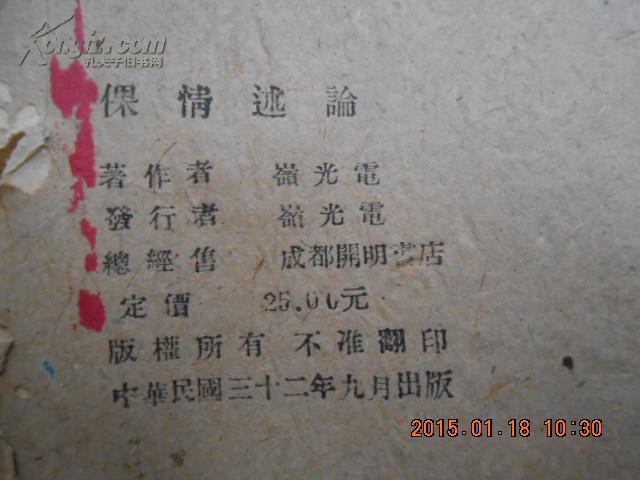 Kongfz.com
孔夫子旧书网
倮情述論
著作者 嶺光電
發行者 嶺光電
總經售 成都開明書店
定價 25.00元
版權所有 不准翻印
中華民國三十二年九月出版
2015.01.18 10:30